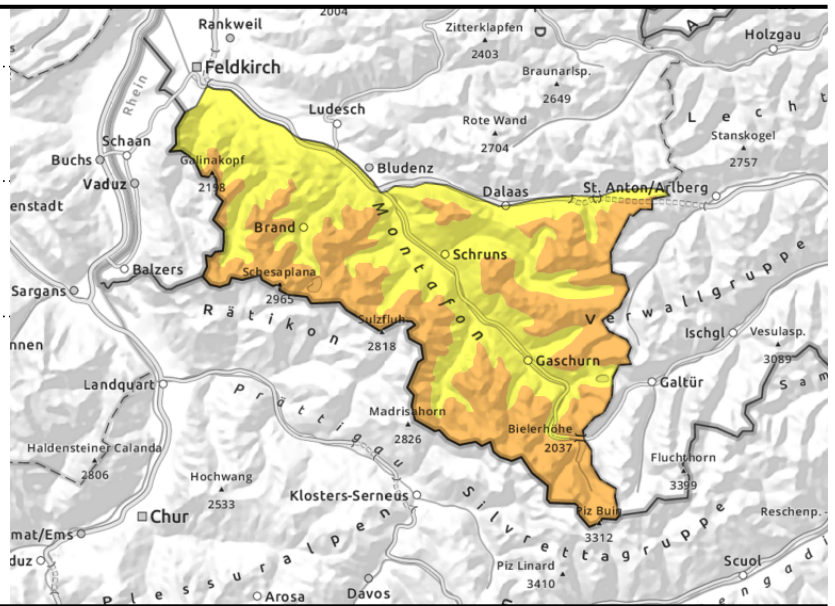 2004
Rankweil
Zitterklapfen
2403
D
A
Holzgau
Feldkirch
Braunarlsp.
2649
Rhein
Ludesch
Rote Wand
2704
L e c h t
Stanskogel
2757
Schaan
Buchs
Galinakopf
2198
Bludenz
Vaduz
Dalaas
St. Anton/Arlberg
enstadt
Brand
Montafon
Schruns
Balzers
Schesaplana
2965
Sargans
Rätikon
Sulzfluh
2818
Verwallgruppe
Ischgl
Vesulasp.
3089
nnen
Gaschurn
Landquart
Prättigau
Galtür
Sam
Madrisahorn
2826
Bielerhöhe
2037
Haldensteiner Calanda
2806
Hochwang
2533
Fluchthorn
3399
Klosters-Serneus
Silvrettagruppe
Chur
Piz Buin
3312
Reschenp.
mat/Ems
duz
Plessuralpen
Piz Linard
3410
Scuol
engadi
Arosa
Davos